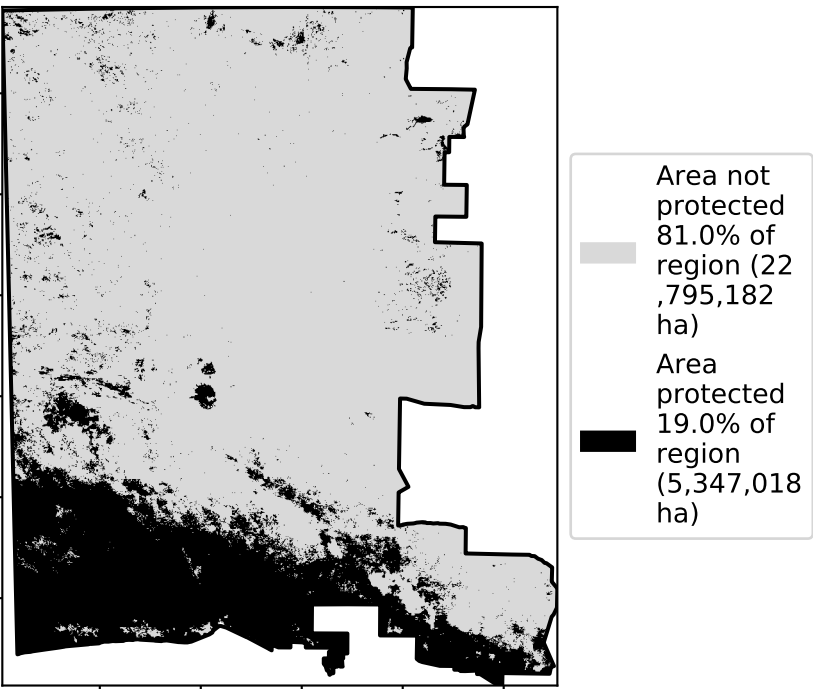 Area not
protected
81.0% of
region (22
,795,182
ha)
Area
protected
19.0% of
region
(5,347,018
ha)